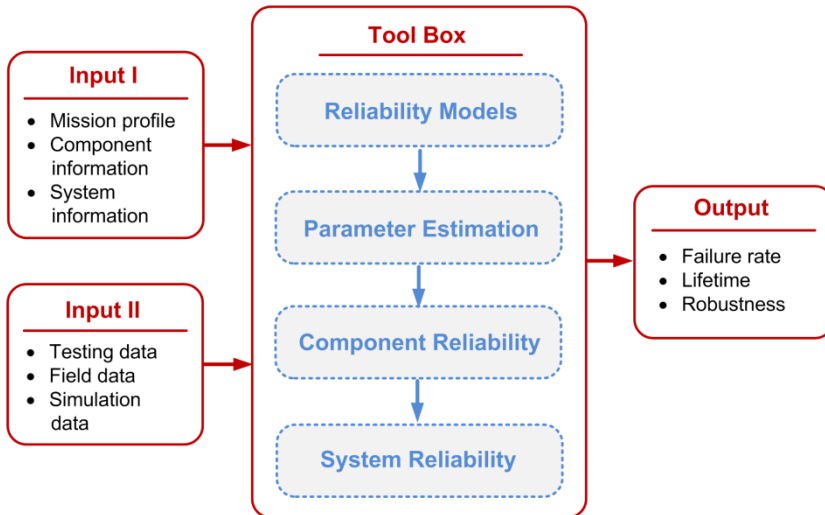 Input I
• Mission profile
• Component
information
• System
information
Input II
• Testing data
• Field data
• Simulation
data
Tool Box
Reliability Models
Parameter Estimation
Component Reliability
System Reliability
Output
• Failure rate
• Lifetime
• Robustness